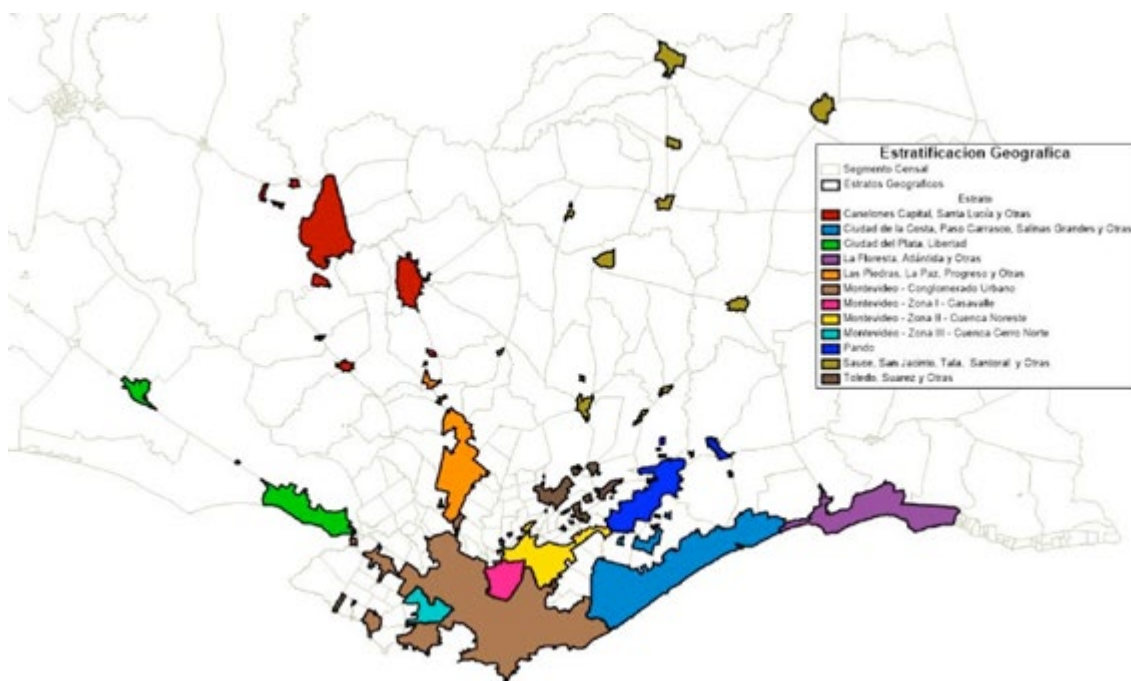 Estratificacion Geografica
Segmento Censal
Estratos Geograficos
Estrato
Canelones Capital, Santa Lucía y Otras
Ciudad de la Costa, Paso Carrasco, Salinas Grandes y Otras
Ciudad del Plata, Libertad
La Floresta, Atlántida y Otras
Las Piedras, La Paz, Progreso y Otras
Montevideo - Conglomerado Urbano
Montevideo - Zona I - Casavalle
Montevideo - Zona II - Cuenca Noreste
Montevideo - Zona III - Cuenca Cerro Norte
Pando
Sauce, San Jacinto, Tala, Santoral y Otras
Toledo, Suarez y Otras